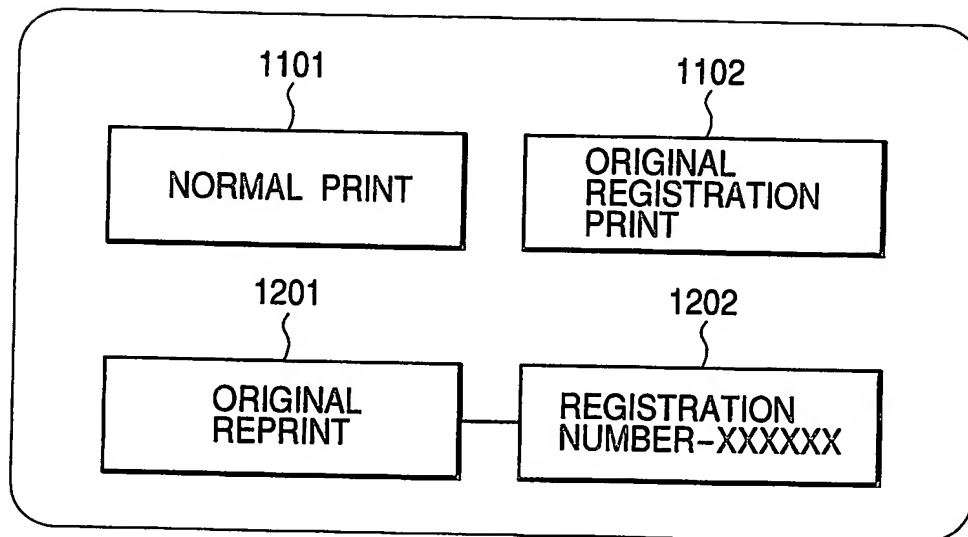 1101
1102
NORMAL PRINT
ORIGINAL
REGISTRATION
PRINT
1201
1202
ORIGINAL
REPRINT
REGISTRATION
NUMBER-XXXXXX